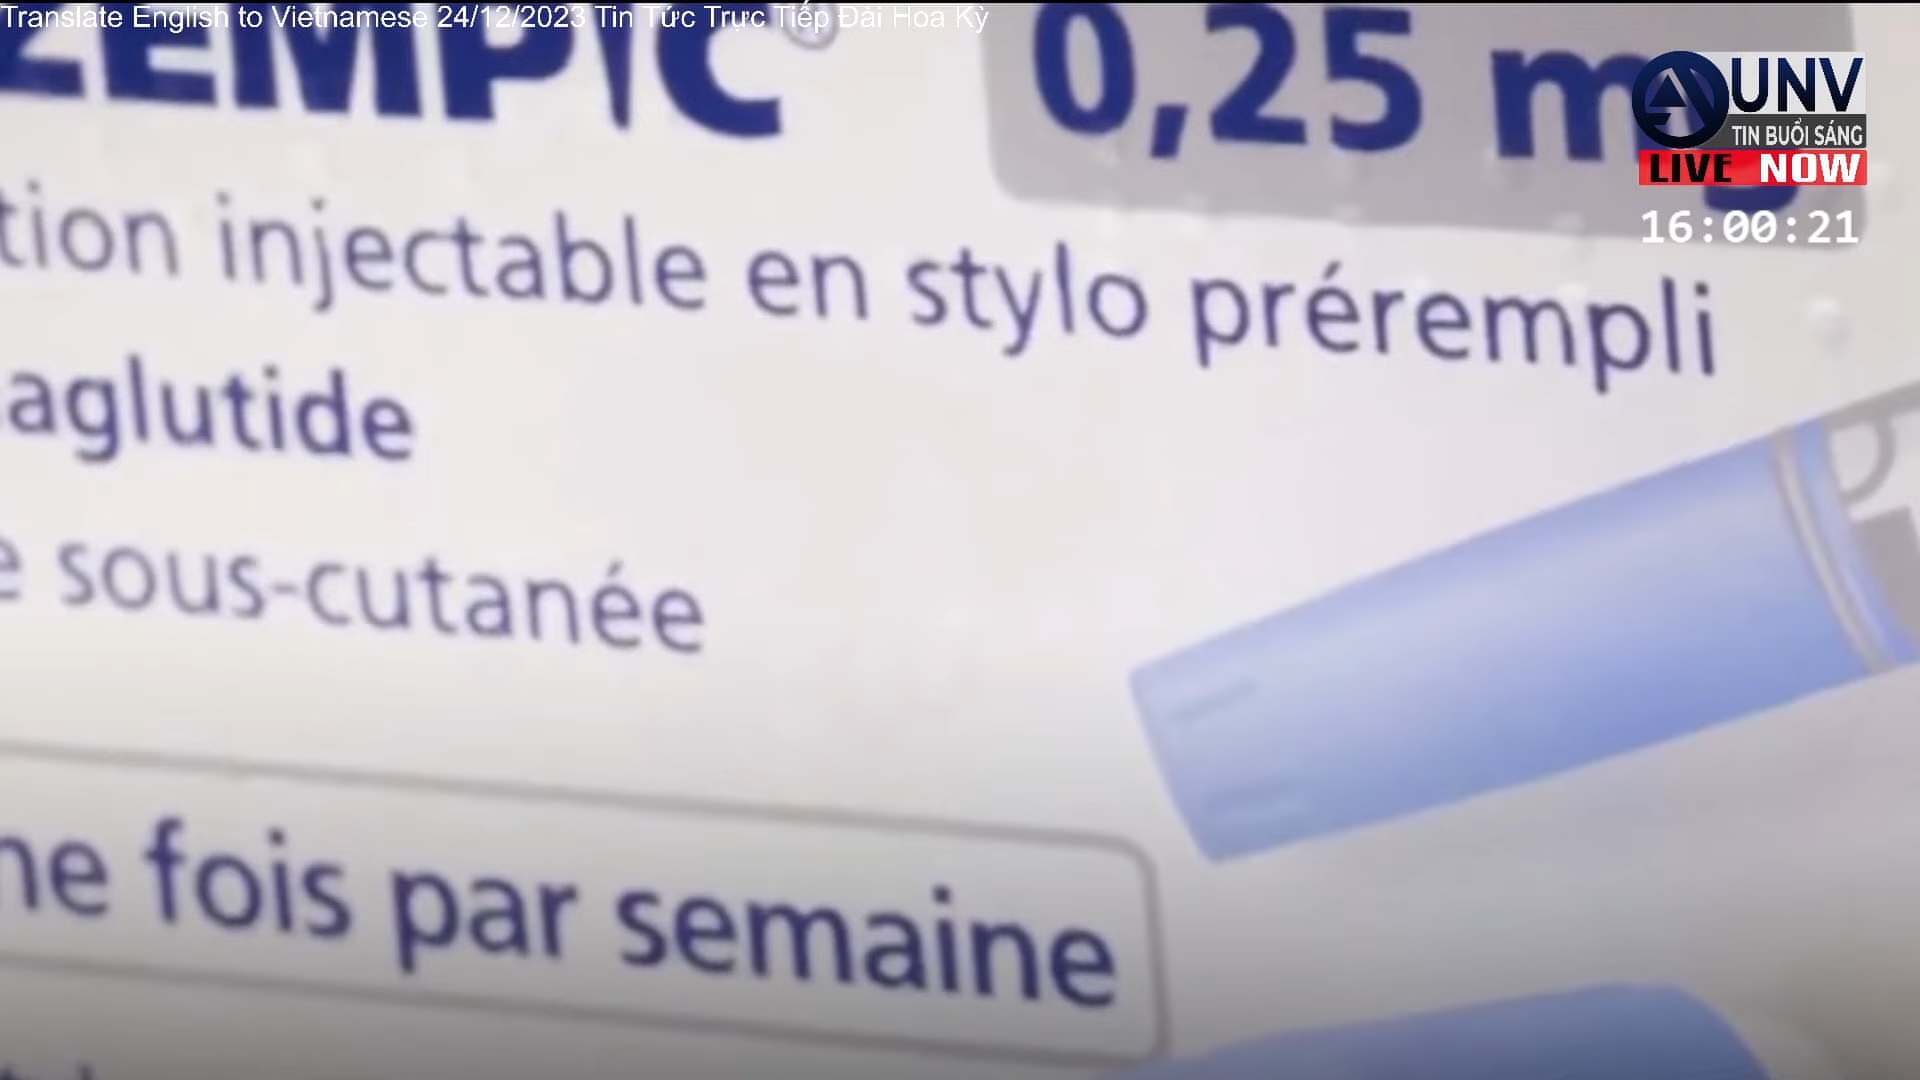 Translate English to Vietnamese 24/12/2023 Tin Tức Trực Tiếp Đài Hoa Kỳ
ZEMPIC® 0,25 mg
UNV
TIN BUỔI SÁNG
LIVE NOW
16:00:21
tion injectable en stylo prérempli
aglutide
e sous-cutanée
ne fois par semaine